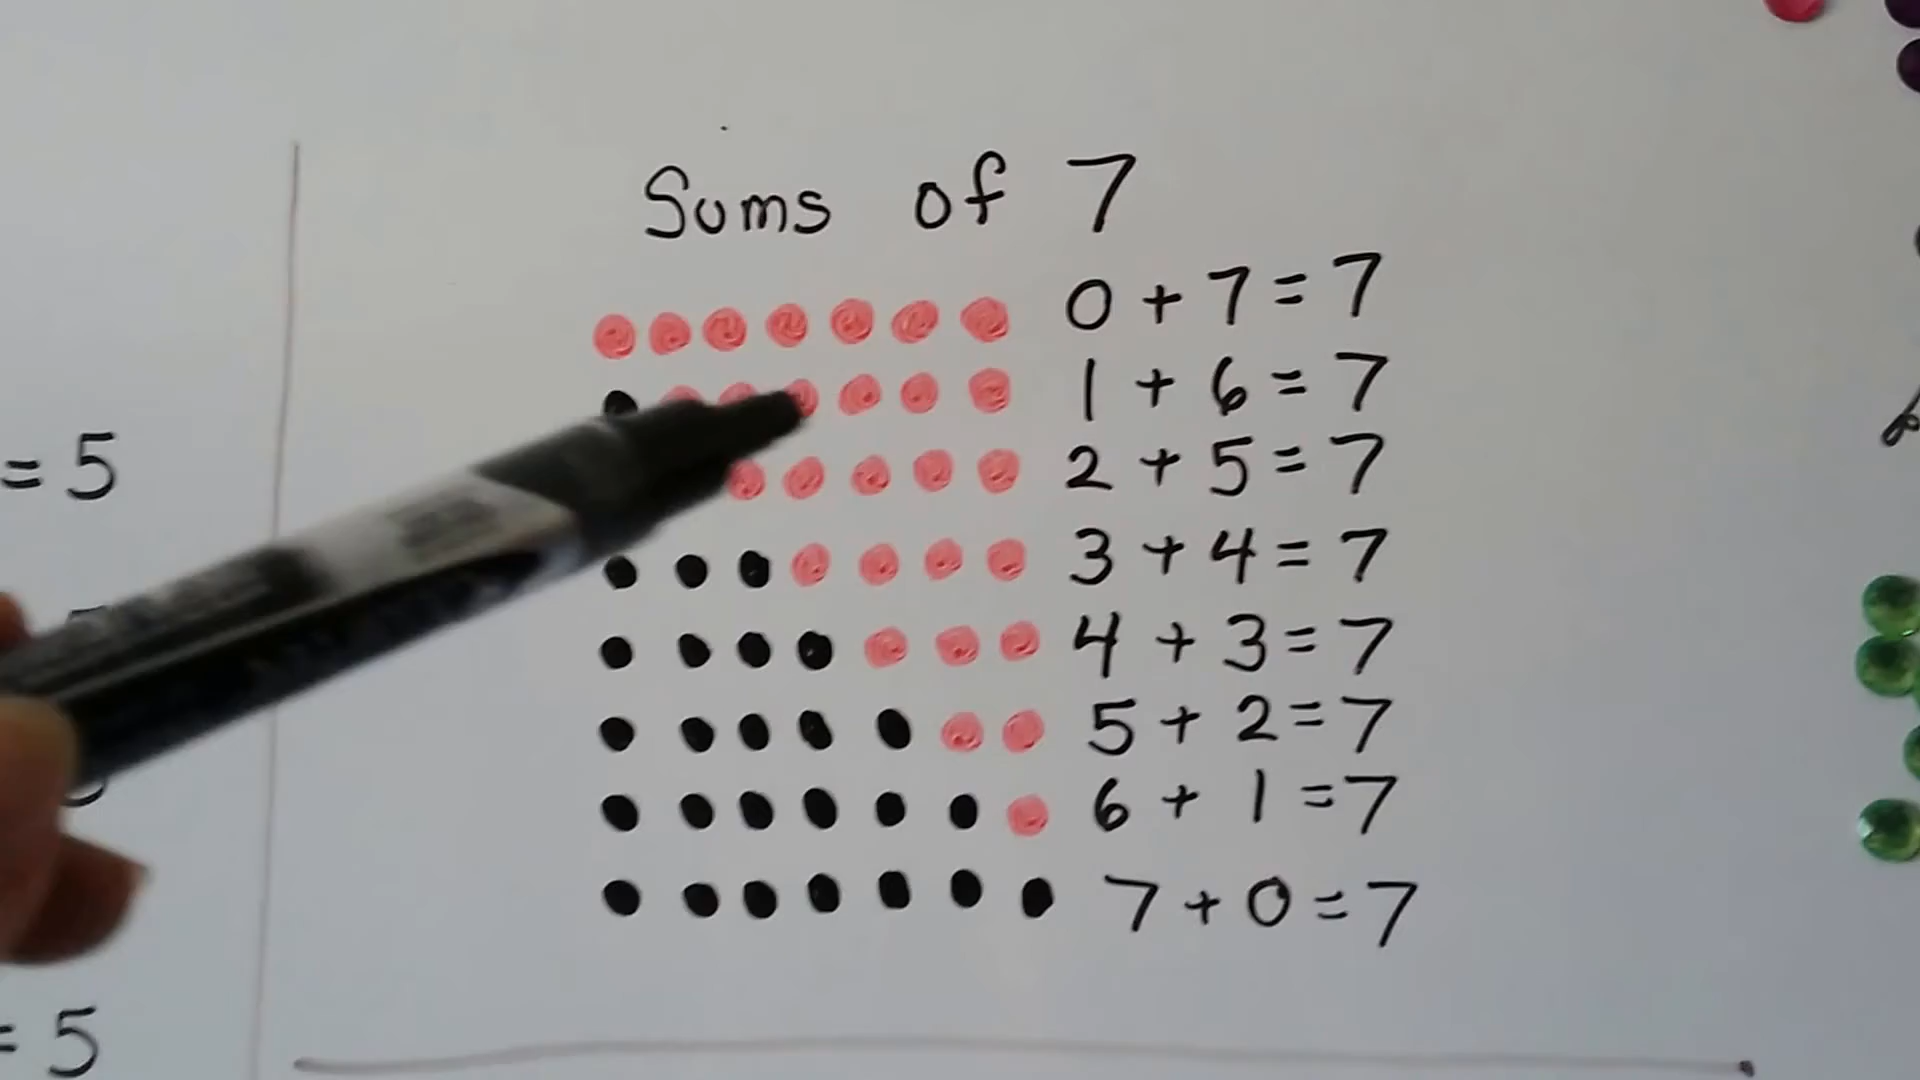 Sums of 7
0 + 7 = 7
1 + 6 = 7
2 + 5 = 7
3 + 4 = 7
4 + 3 = 7
5 + 2 = 7
6 + 1 = 7
7 + 0 = 7
= 5
= 5